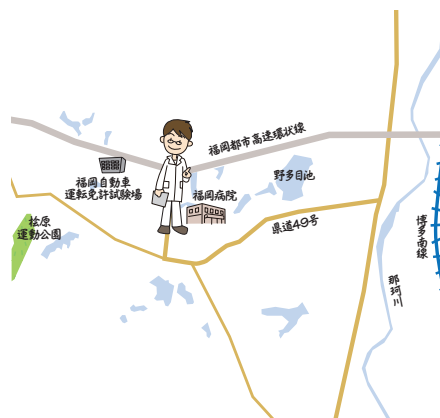 福岡都市高速環状線
福岡自動車
運転免許試験場
福岡病院
野多目池
県道49号
桧原
運動公園
博多南線
那珂川